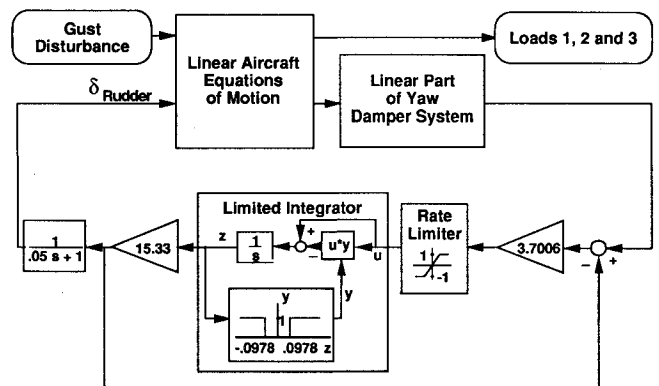 Gust
Disturbance
Linear Aircraft
Equations
of Motion
Loads 1, 2 and 3
δ Rudder
Linear Part
of Yaw
Damper System
Limited Integrator
Rate
Limiter
1
-1
3.7006
+
−
u
u*y
+
−
1
s
z
15.33
1
.05 s + 1
y
y
1
-.0978 .0978 z